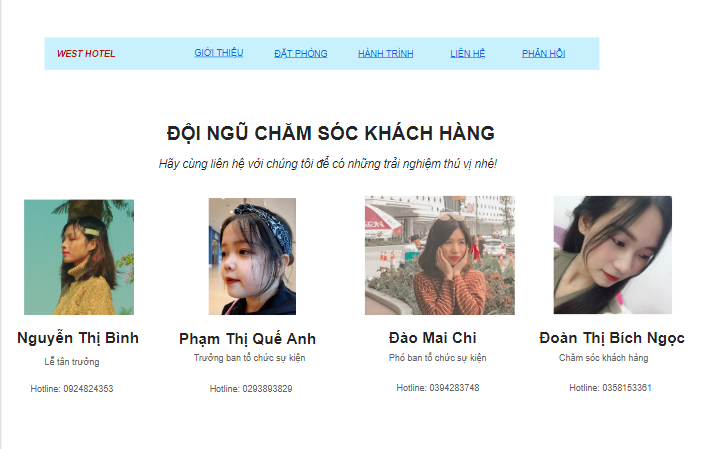 WEST HOTEL GIỚI THIỆU ĐẶT PHÒNG HÀNH TRÌNH LIÊN HỆ PHẢN HỒI
ĐỘI NGŨ CHĂM SÓC KHÁCH HÀNG
Hãy cùng liên hệ với chúng tôi để có những trải nghiệm thú vị nhé!
Nguyễn Thị Bình
Lễ tân trưởng
Hotline: 0924824353
Phạm Thị Quế Anh
Trưởng ban tổ chức sự kiện
Hotline: 0293893829
Đào Mai Chi
Phó ban tổ chức sự kiện
Hotline: 0394283748
Đoàn Thị Bích Ngọc
Chăm sóc khách hàng
Hotline: 0358153361